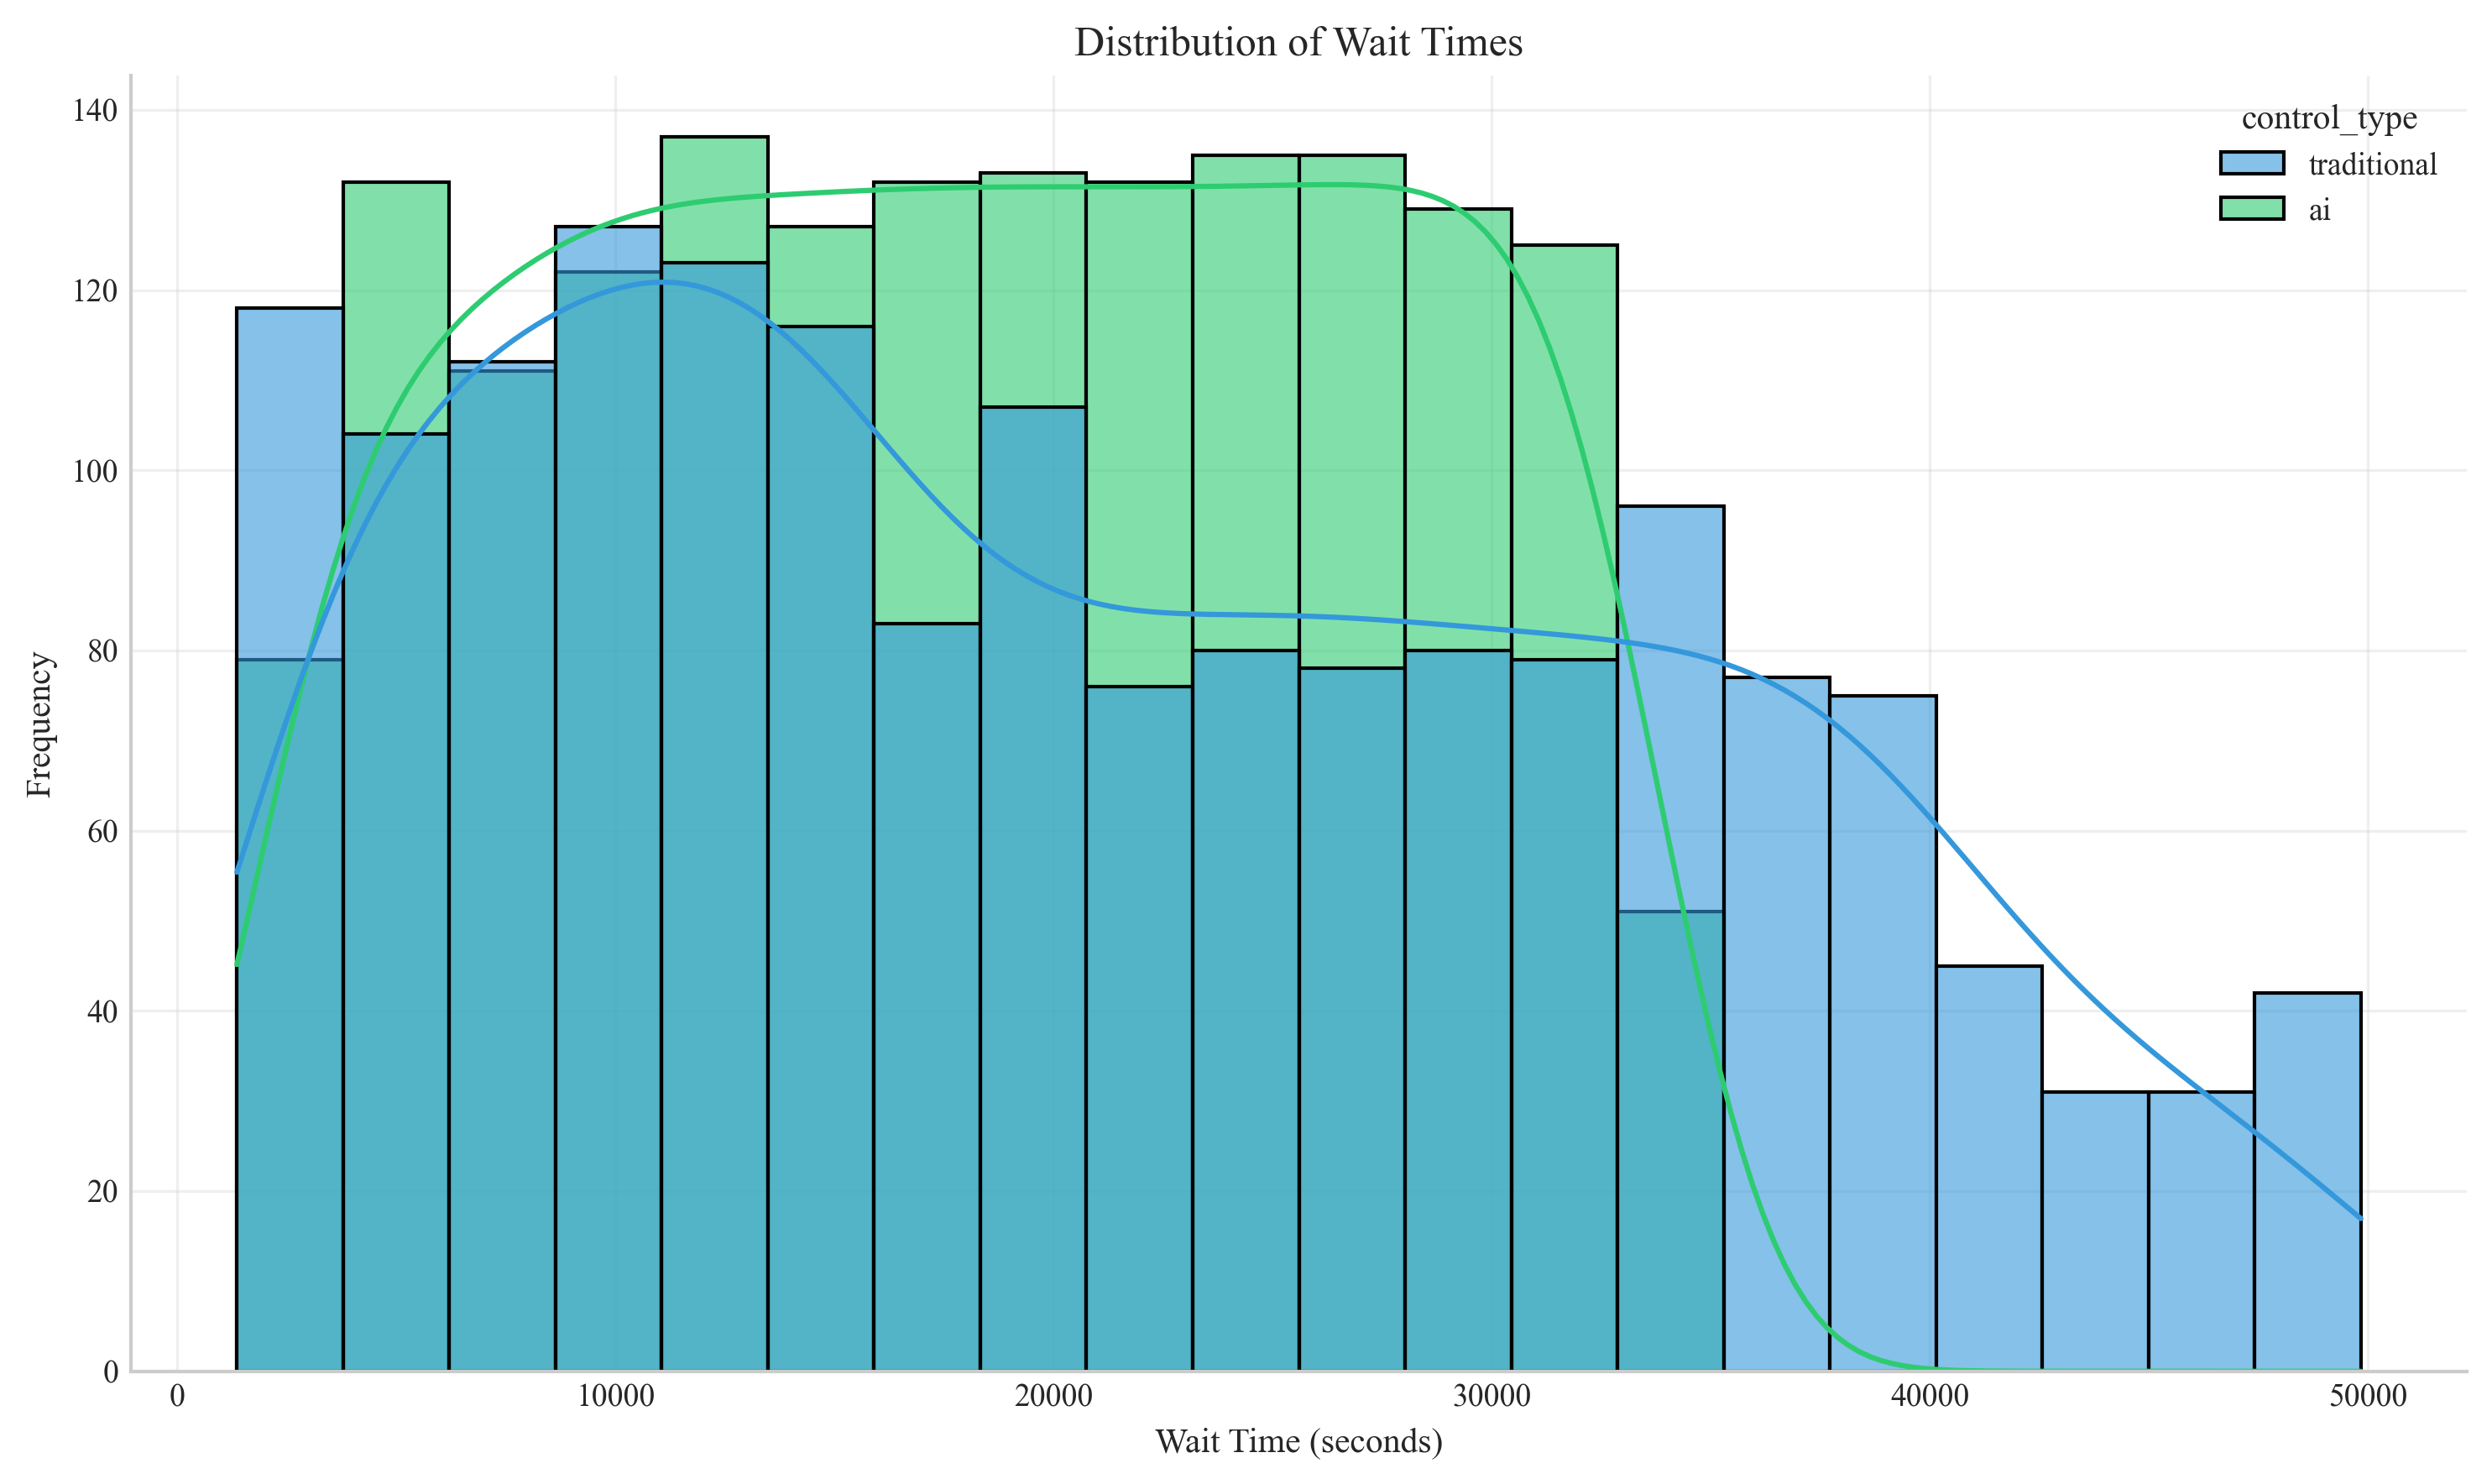 Distribution of Wait Times
140
120
100
80
60
40
20
0
Frequency
control_type
traditional
ai
0 10000 20000 30000 40000 50000
Wait Time (seconds)